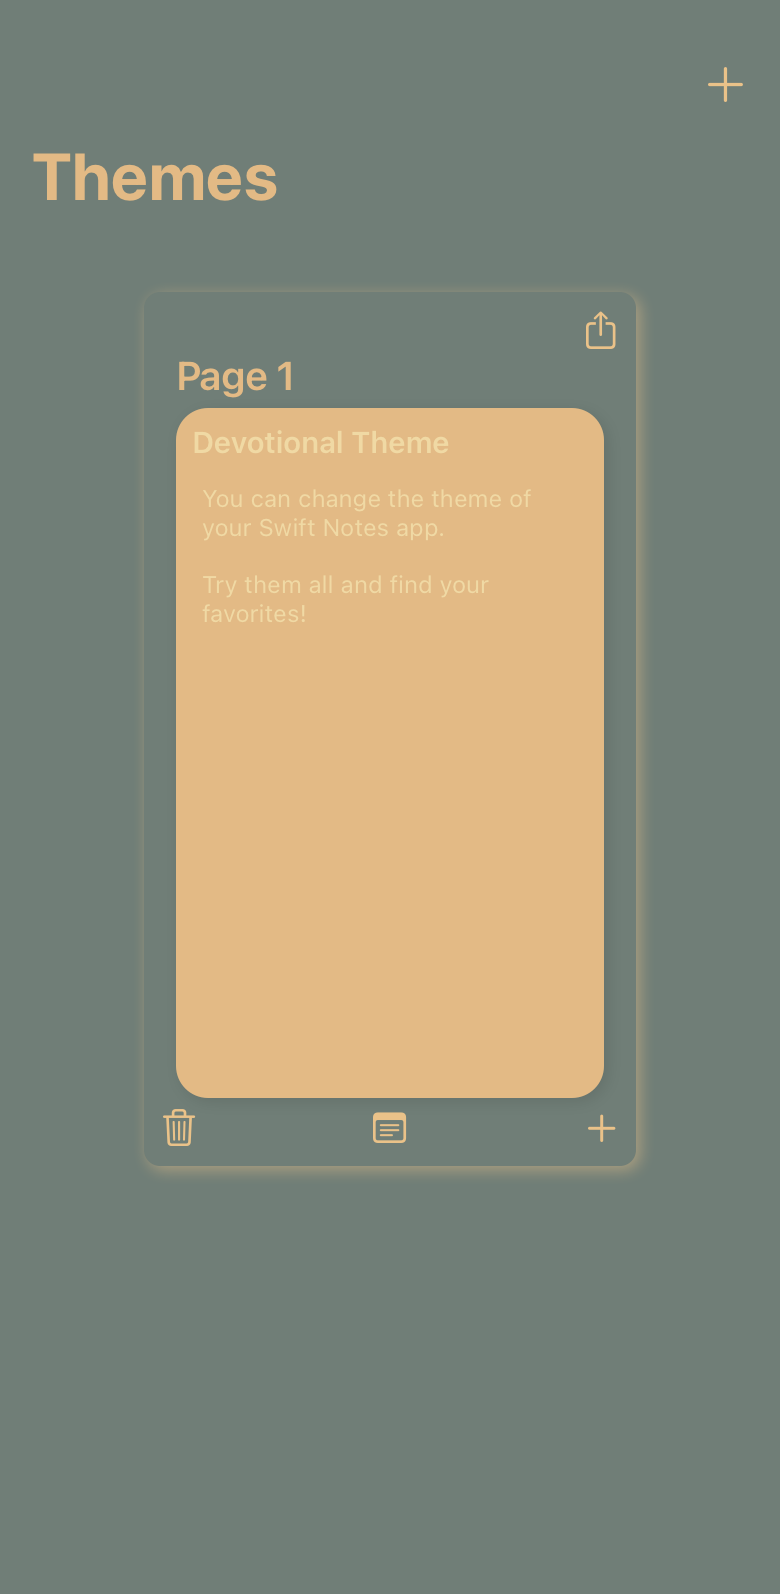 Themes
Page 1
Devotional Theme
You can change the theme of
your Swift Notes app.
Try them all and find your
favorites!